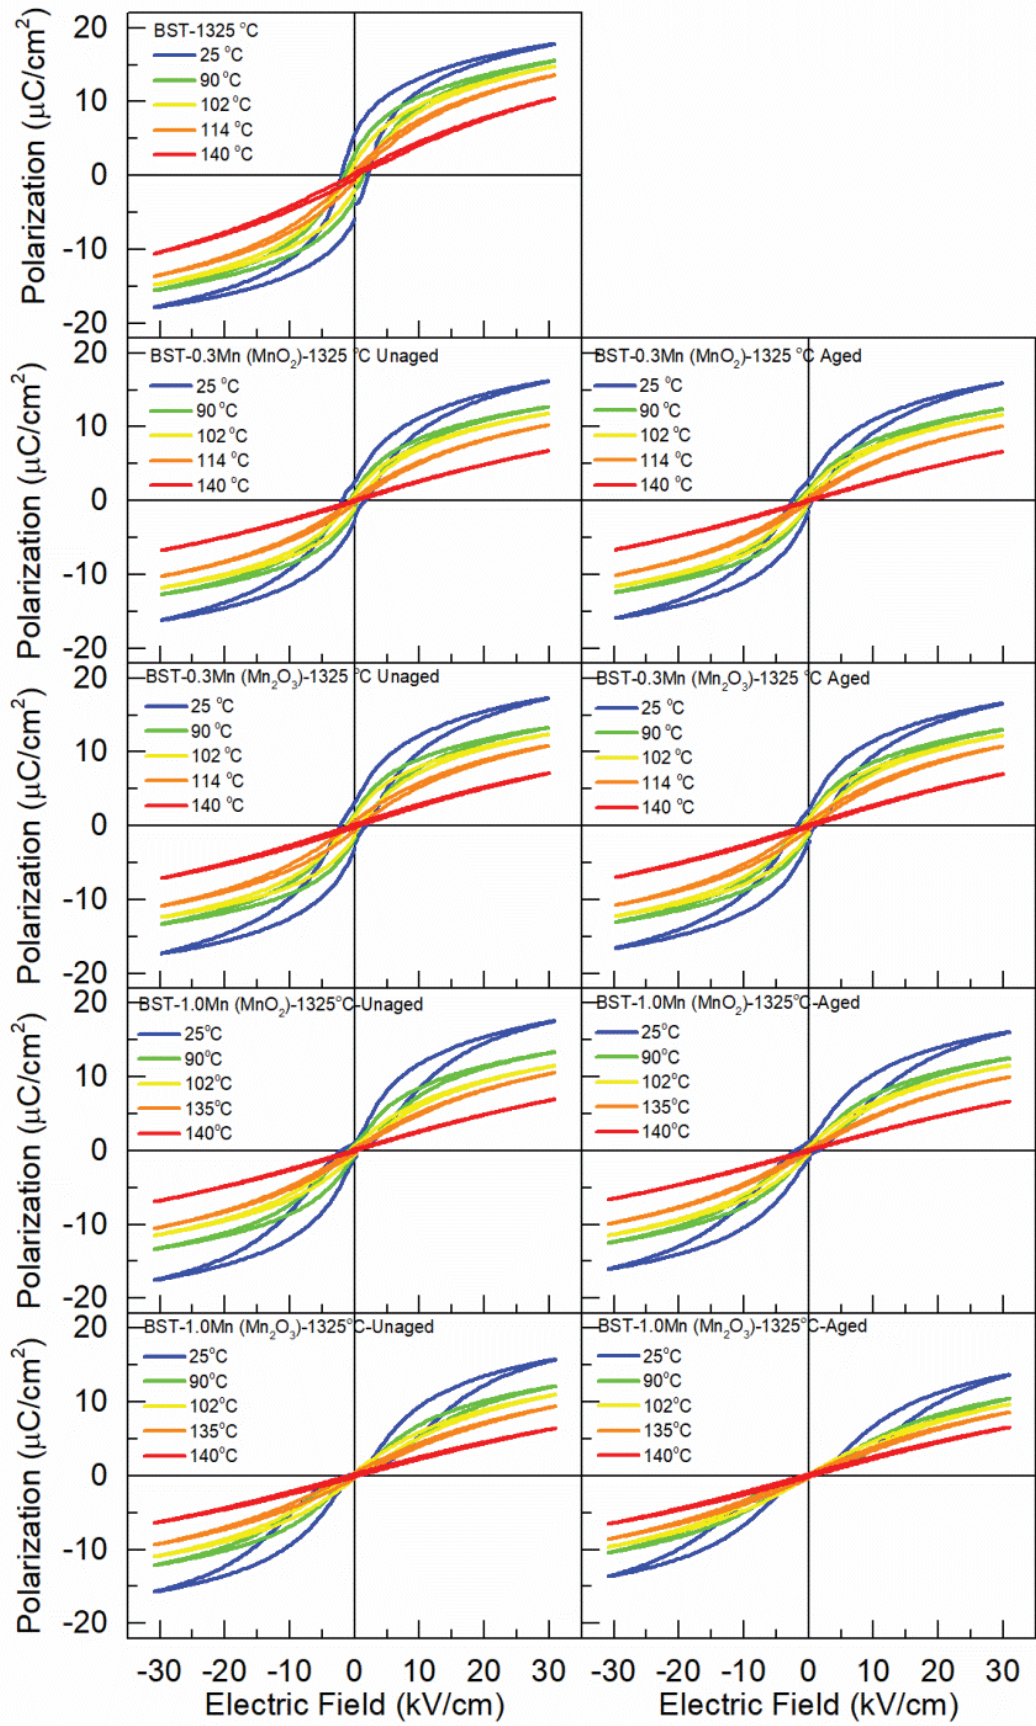 Polarization (μC/cm²)
20
10
0
-10
-20
BST-1325 °C
25 °C
90 °C
102 °C
114 °C
140 °C
Polarization (μC/cm²)
20
10
0
-10
-20
BST-0.3Mn (MnO₂)-1325 °C Unaged
25 °C
90 °C
102 °C
114 °C
140 °C
BST-0.3Mn (MnO₂)-1325 °C Aged
25 °C
90 °C
102 °C
114 °C
140 °C
Polarization (μC/cm²)
20
10
0
-10
-20
BST-0.3Mn (Mn₂O₃)-1325 °C Unaged
25 °C
90 °C
102 °C
114 °C
140 °C
BST-0.3Mn (Mn₂O₃)-1325 °C Aged
25 °C
90 °C
102 °C
114 °C
140 °C
Polarization (μC/cm²)
20
10
0
-10
-20
BST-1.0Mn (MnO₂)-1325°C-Unaged
25°C
90°C
102°C
135°C
140°C
BST-1.0Mn (MnO₂)-1325°C-Aged
25°C
90°C
102°C
135°C
140°C
Polarization (μC/cm²)
20
10
0
-10
-20
BST-1.0Mn (Mn₂O₃)-1325°C-Unaged
25°C
90°C
102°C
135°C
140°C
BST-1.0Mn (Mn₂O₃)-1325°C-Aged
25°C
90°C
102°C
135°C
140°C
-30 -20 -10 0 10 20 30
-30 -20 -10 0 10 20 30
Electric Field (kV/cm)
Electric Field (kV/cm)